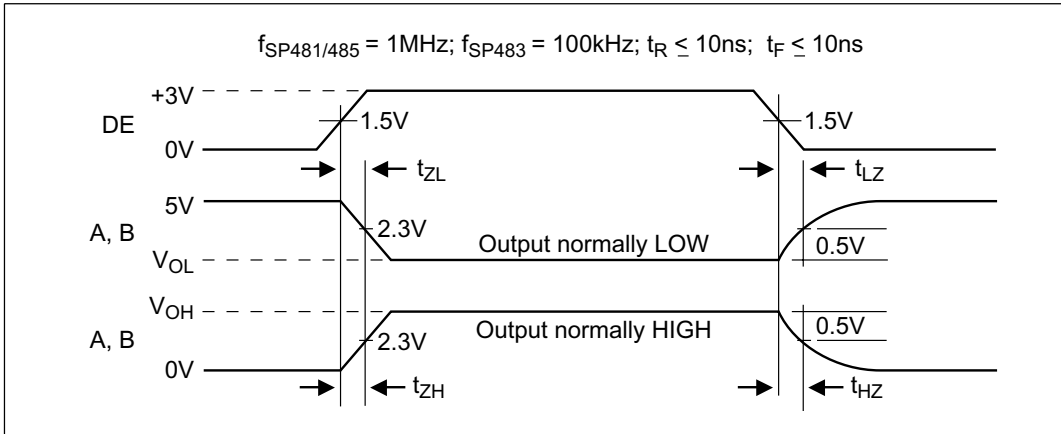 fSP481/485 = 1MHz; fSP483 = 100kHz; tR ≤ 10ns; tF ≤ 10ns
+3V
DE
1.5V
1.5V
0V
tZL
tLZ
5V
A, B
2.3V
Output normally LOW
0.5V
VOL
VOH
A, B
2.3V
Output normally HIGH
0.5V
0V
tZH
tHZ